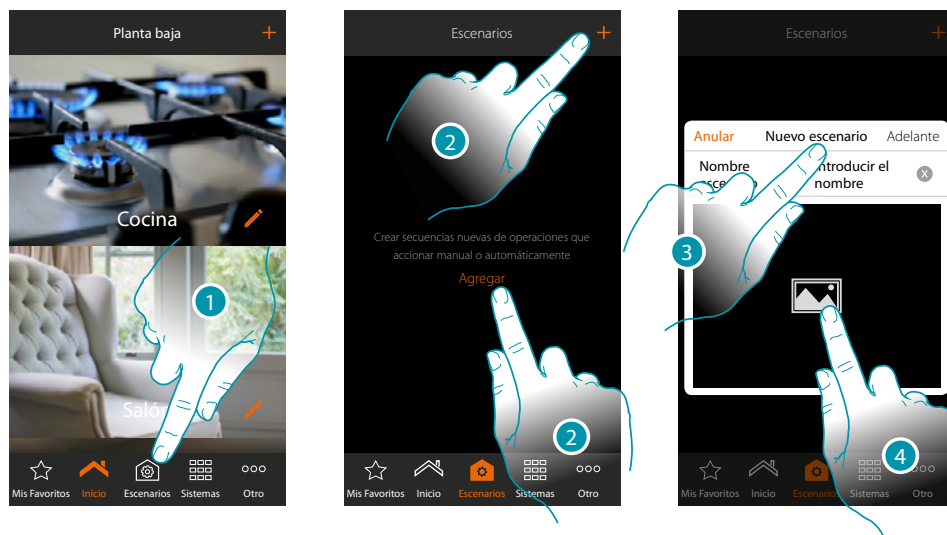 Planta baja
+
Cocina
1
Salón
Mis Favoritos Inicio Escenarios Sistemas Otro
Escenarios
+
2
Crear secuencias nuevas de operaciones que
accionar manual o automáticamente
Agregar
2
Mis Favoritos Inicio Escenarios Sistemas Otro
Escenarios
+
Anular Nuevo escenario Adelante
Nombre
introducir el
nombre
X
3
4
Mis Favoritos Inicio Escenarios Sistemas Otro